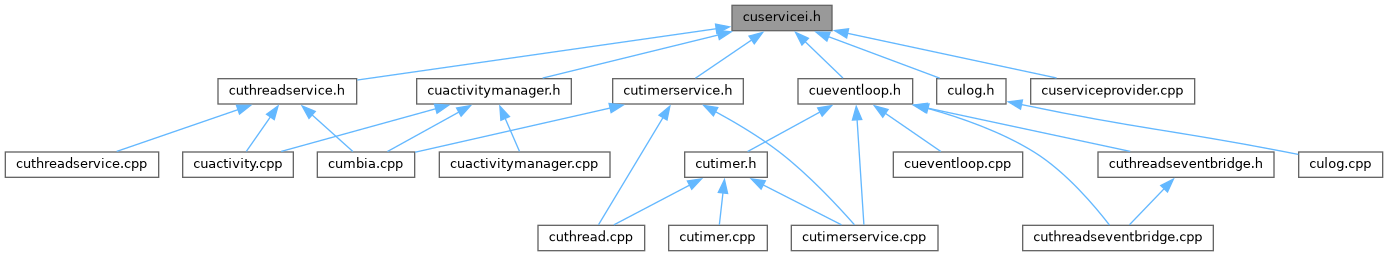 cuservicei.h
cuthreadservice.h
cuactivitymanager.h
cutimerservice.h
cueventloop.h
culog.h
cuserviceprovider.cpp
cuthreadservice.cpp
cuactivity.cpp
cumbia.cpp
cuactivitymanager.cpp
cutimer.h
cueventloop.cpp
cuthreadseventbridge.h
culog.cpp
cuthread.cpp
cutimer.cpp
cutimerservice.cpp
cuthreadseventbridge.cpp